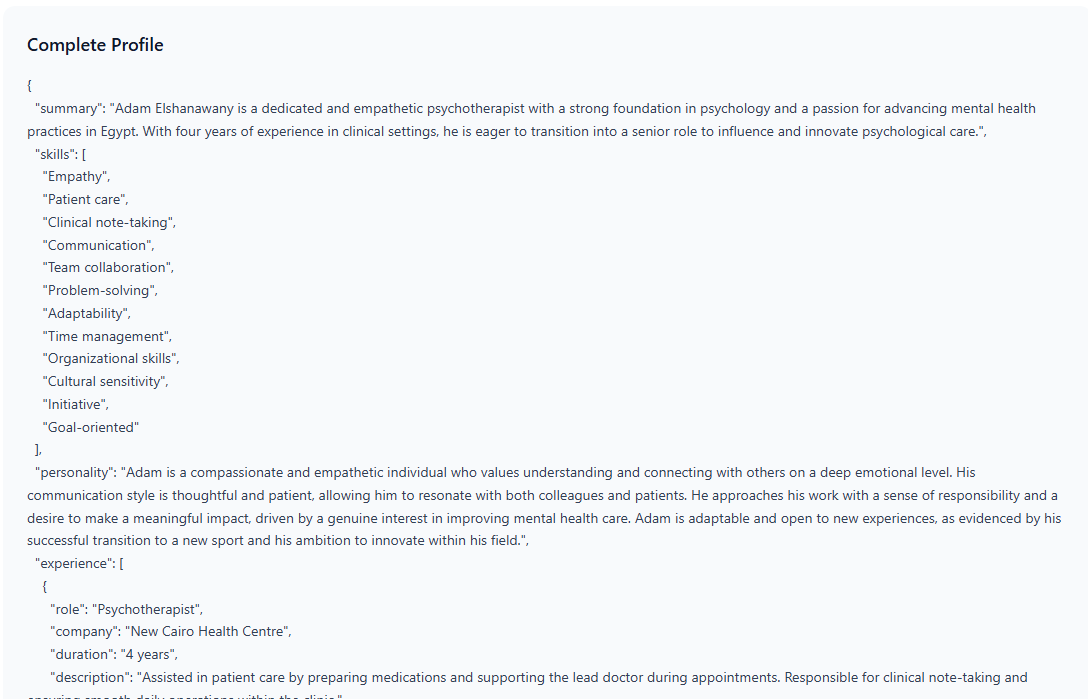 Complete Profile
{
"summary": "Adam Elshanawany is a dedicated and empathetic psychotherapist with a strong foundation in psychology and a passion for advancing mental health
practices in Egypt. With four years of experience in clinical settings, he is eager to transition into a senior role to influence and innovate psychological care.",
"skills": [
"Empathy",
"Patient care",
"Clinical note-taking",
"Communication",
"Team collaboration",
"Problem-solving",
"Adaptability",
"Time management",
"Organizational skills",
"Cultural sensitivity",
"Initiative",
"Goal-oriented"
],
"personality": "Adam is a compassionate and empathetic individual who values understanding and connecting with others on a deep emotional level. His
communication style is thoughtful and patient, allowing him to resonate with both colleagues and patients. He approaches his work with a sense of responsibility and a
desire to make a meaningful impact, driven by a genuine interest in improving mental health care. Adam is adaptable and open to new experiences, as evidenced by his
successful transition to a new sport and his ambition to innovate within his field.",
"experience": [
{
"role": "Psychotherapist",
"company": "New Cairo Health Centre",
"duration": "4 years",
"description": "Assisted in patient care by preparing medications and supporting the lead doctor during appointments. Responsible for clinical note-taking and
ensuring smooth daily operations within the clinic."